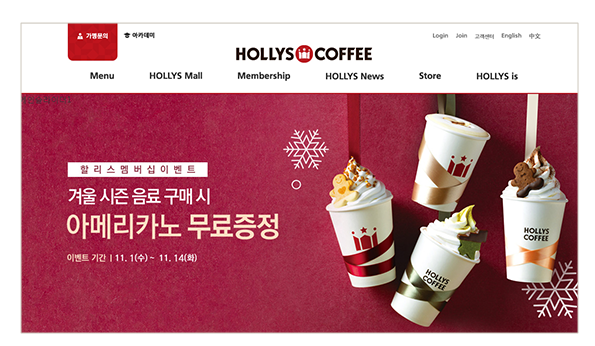 가맹문의
아카데미
Login Join 고객센터 English 中文
HOLLYS COFFEE
Menu HOLLYS Mall Membership HOLLYS News Store HOLLYS is
할리스멤버십이벤트
겨울 시즌 음료 구매 시
아메리카노 무료증정
이벤트 기간 | 11. 1(수) ~ 11. 14(화)
HOLLYS
COFFEE
HOLLYS
COFFEE